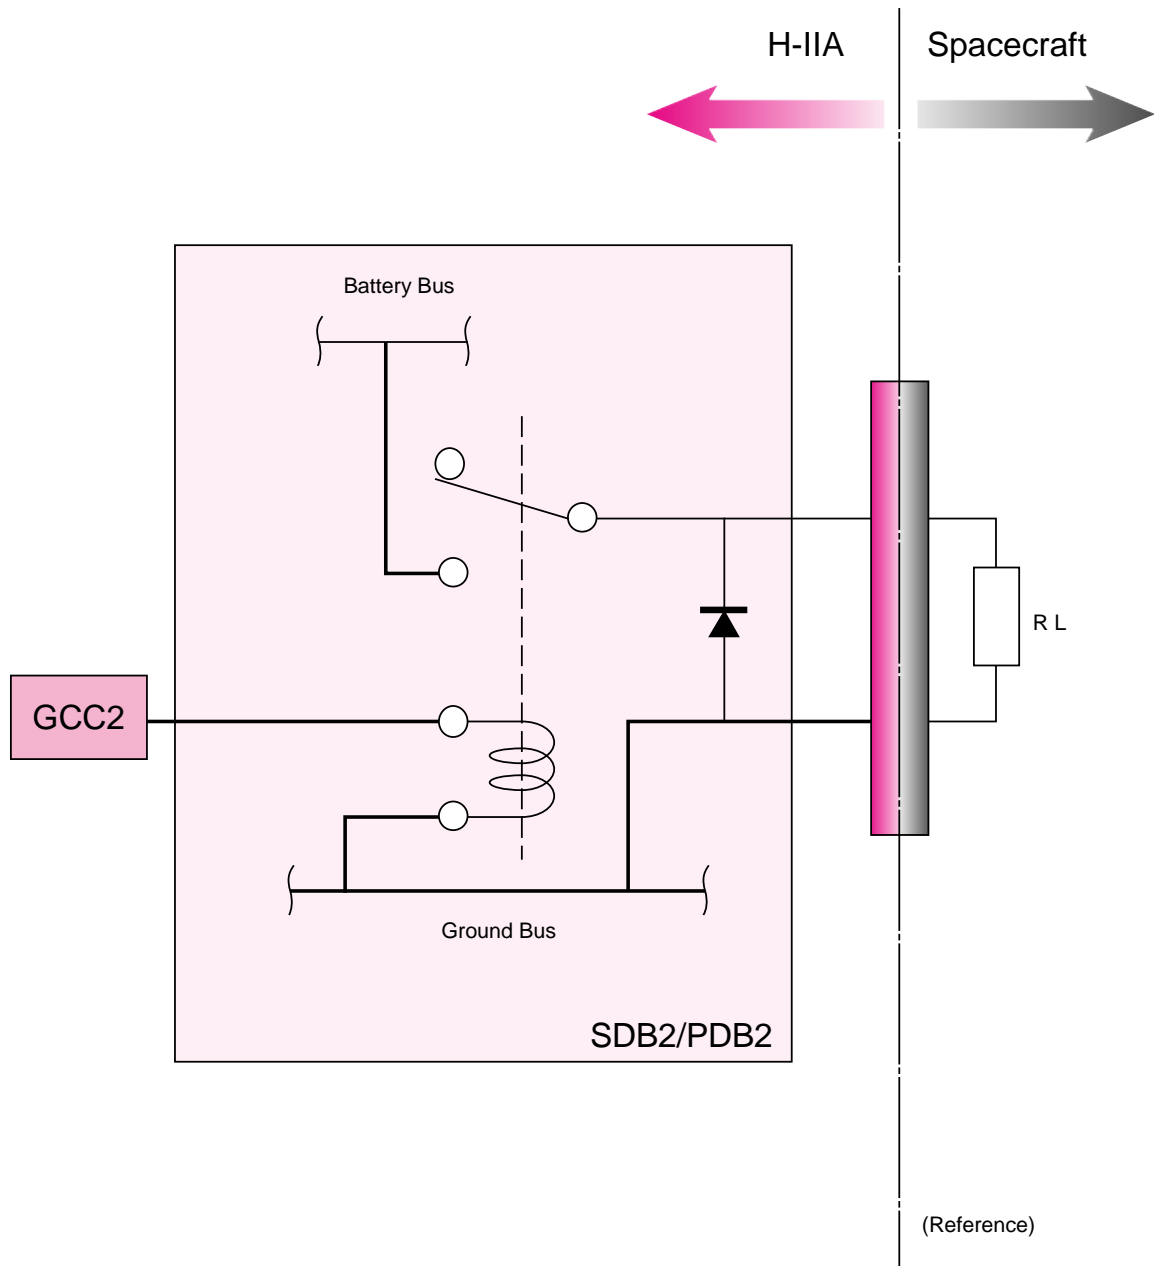 H-IIA
Spacecraft
Battery Bus
R L
GCC2
Ground Bus
SDB2/PDB2
(Reference)